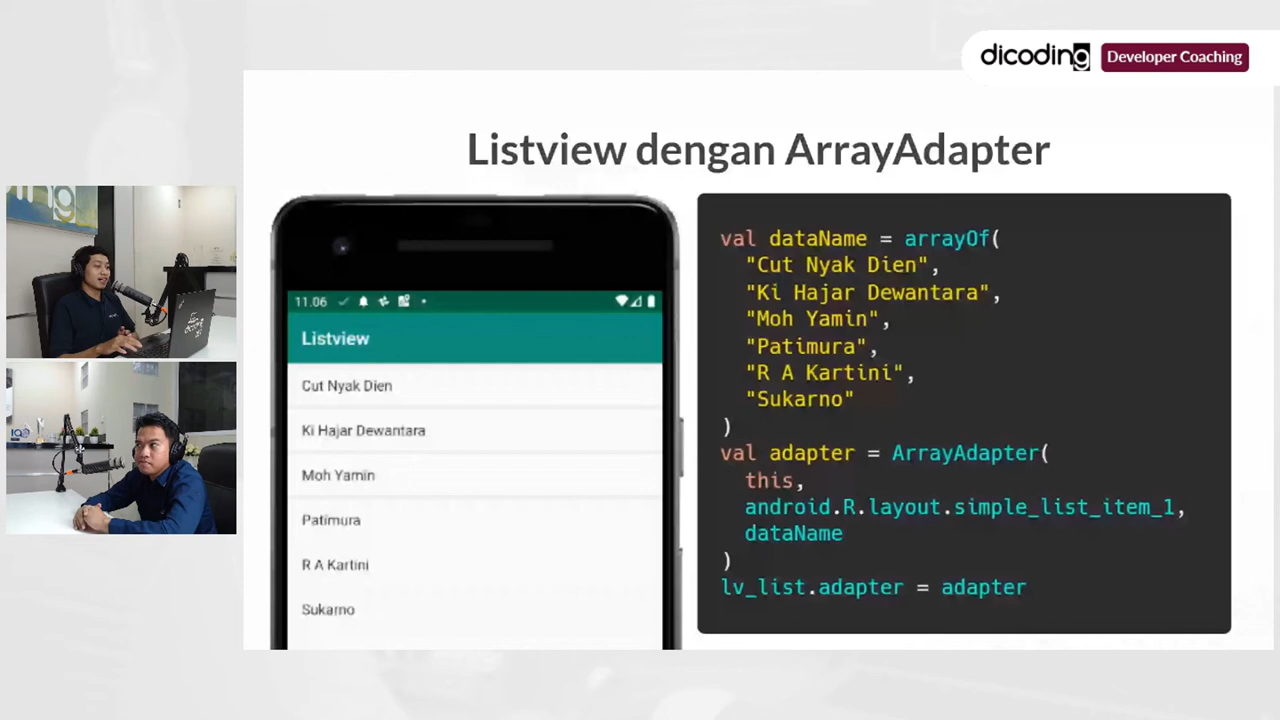 dicoding
Developer Coaching
Listview dengan ArrayAdapter
11.06
Listview
Cut Nyak Dien
Ki Hajar Dewantara
Moh Yamin
Patimura
R A Kartini
Sukarno
val dataName = arrayOf(
"Cut Nyak Dien",
"Ki Hajar Dewantara",
"Moh Yamin",
"Patimura",
"R A Kartini",
"Sukarno"
)
val adapter = ArrayAdapter(
this,
android.R.layout.simple_list_item_1,
dataName
)
lv_list.adapter = adapter